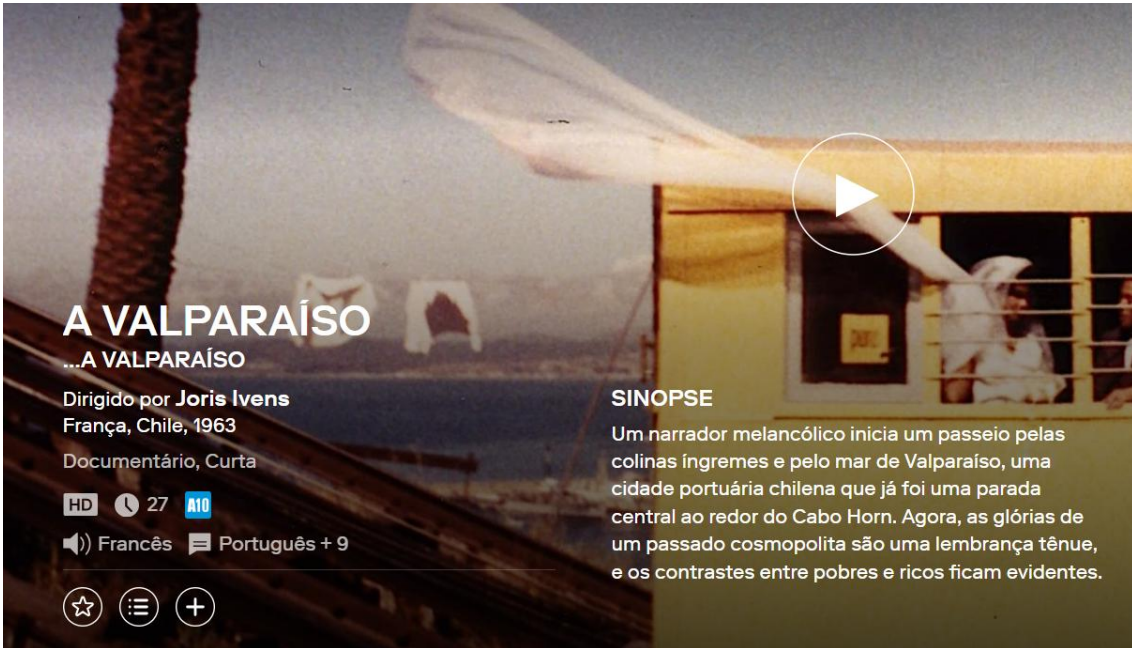 A VALPARAÍSO
...A VALPARAÍSO
Dirigido por Joris Ivens
França, Chile, 1963
Documentário, Curta
HD 27 A10
Francês Português + 9
SINOPSE
Um narrador melancólico inicia um passeio pelas
colinas íngremes e pelo mar de Valparaíso, uma
cidade portuária chilena que já foi uma parada
central ao redor do Cabo Horn. Agora, as glórias de
um passado cosmopolita são uma lembrança tênue,
e os contrastes entre pobres e ricos ficam evidentes.